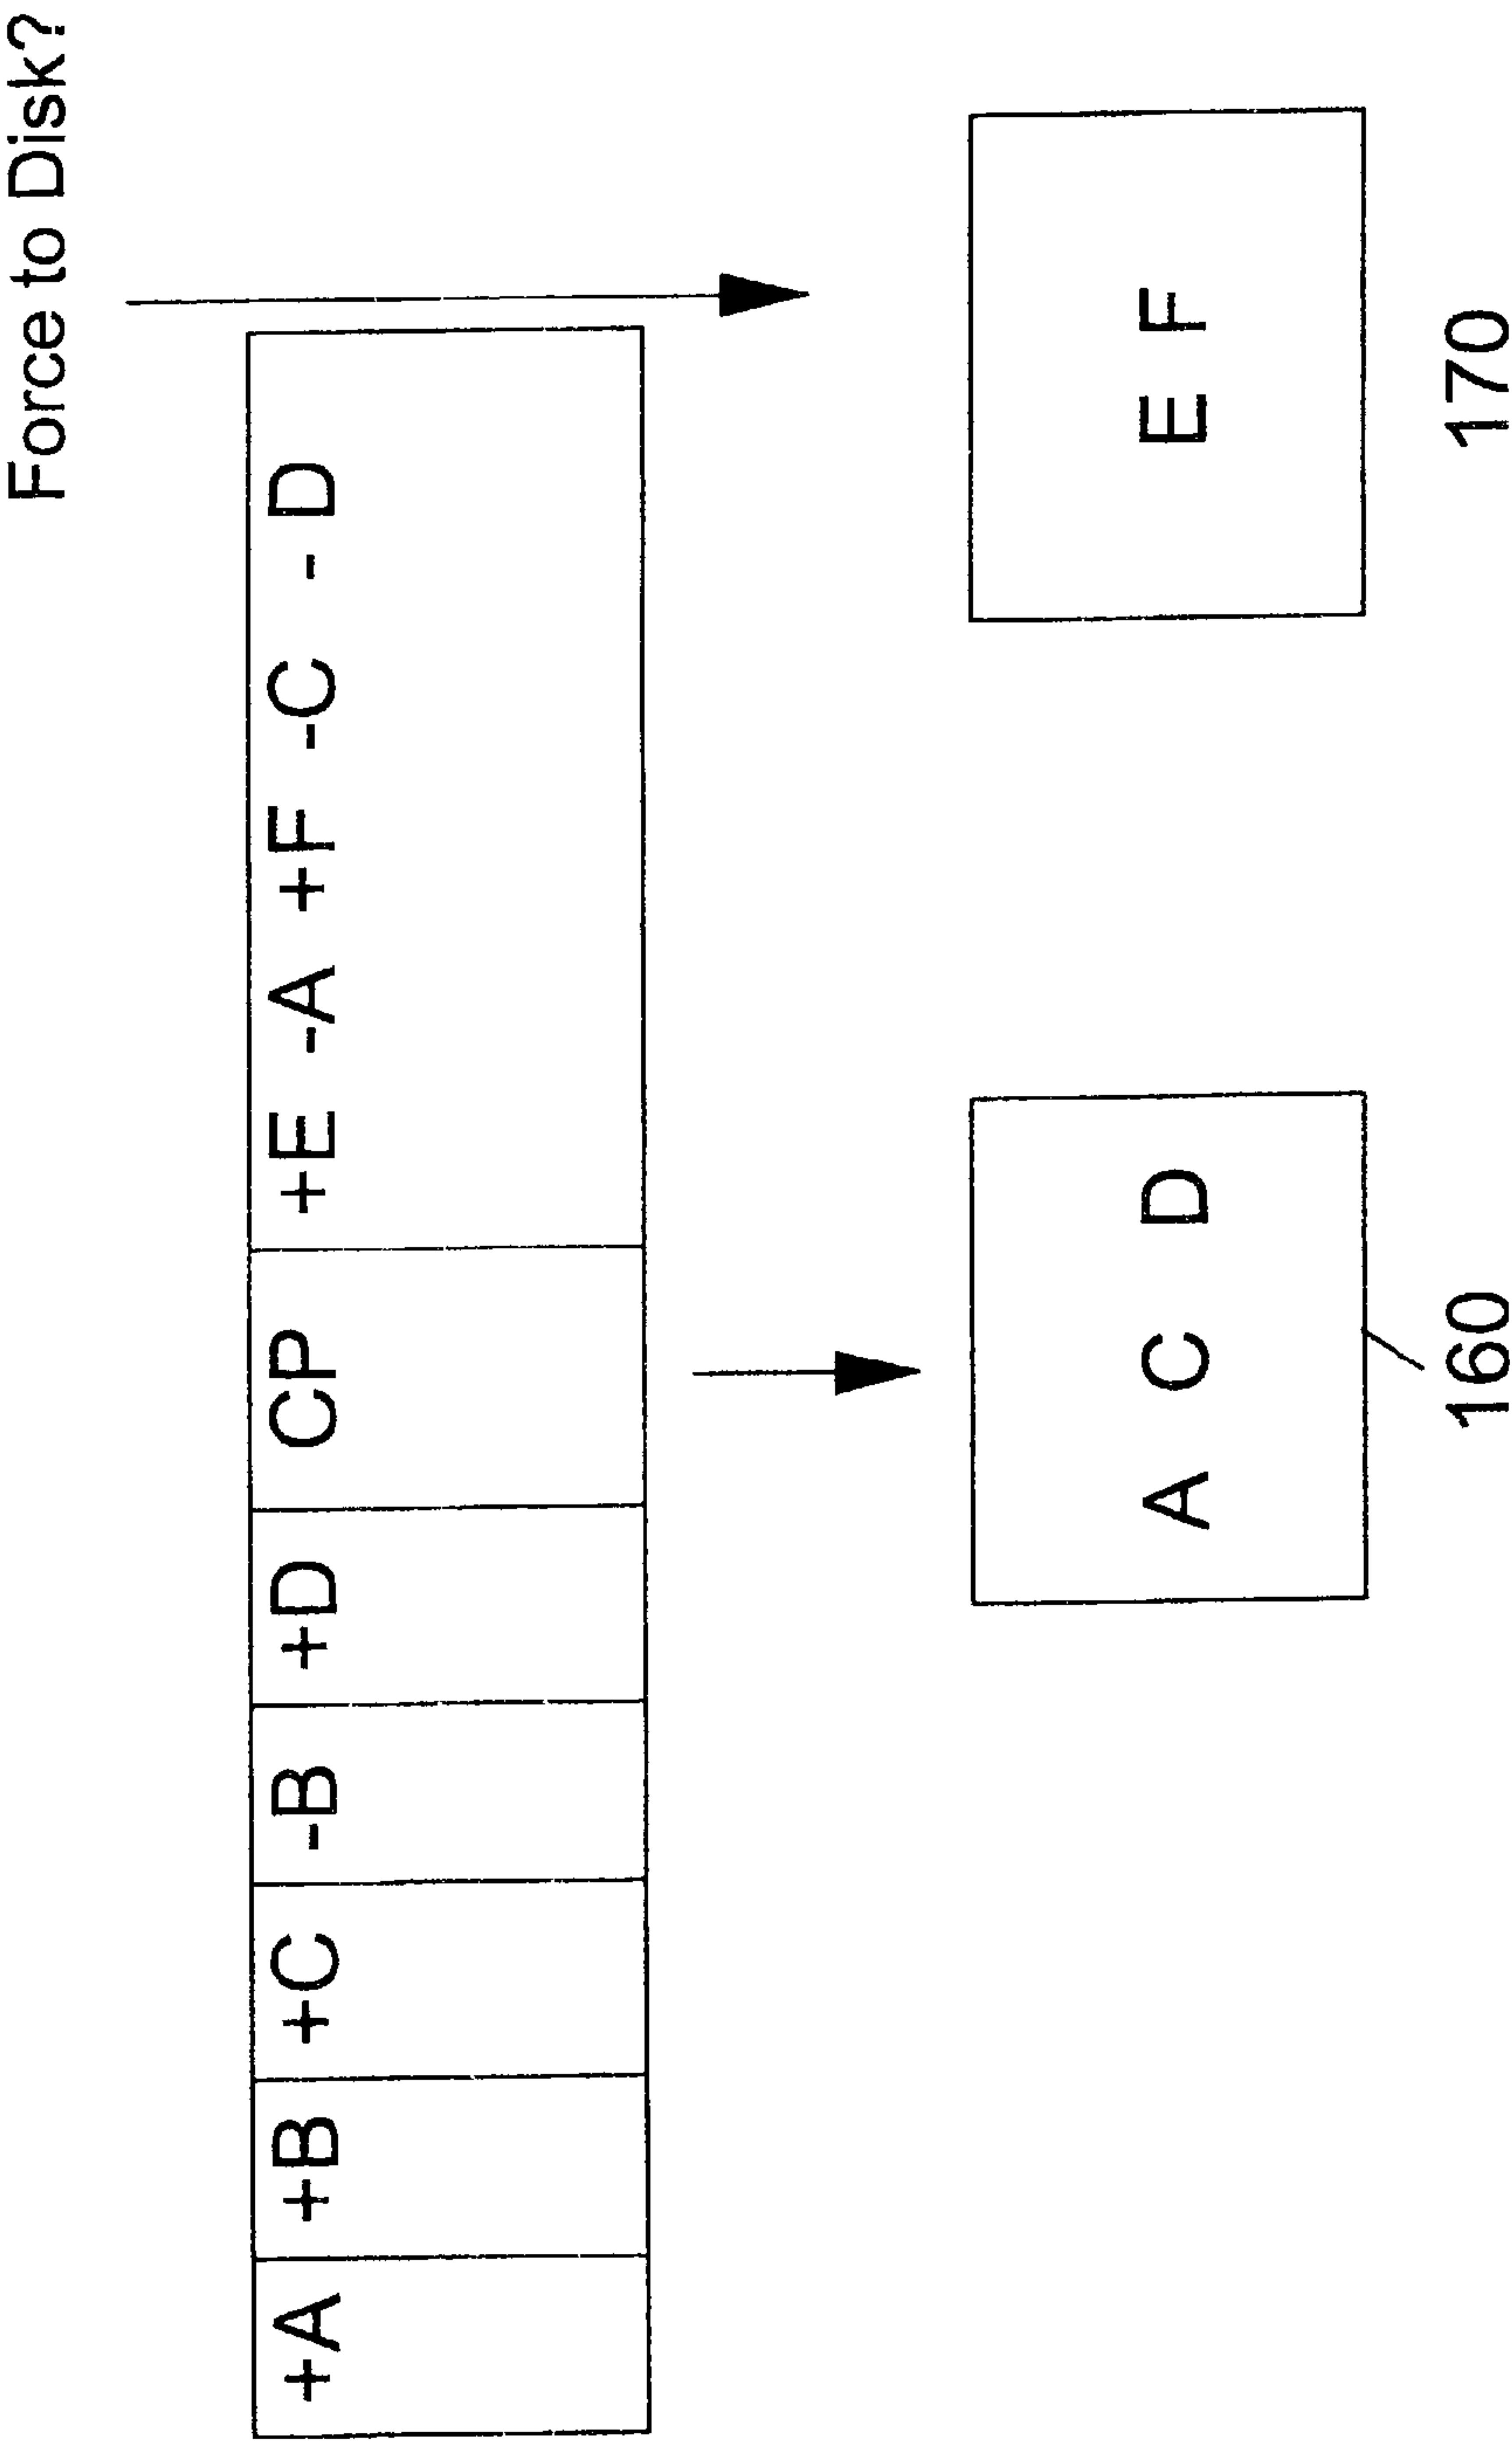 Force to Disk?
+A +B +C -B +D CP +E -A +F -C - D
A C D
E F
160
170